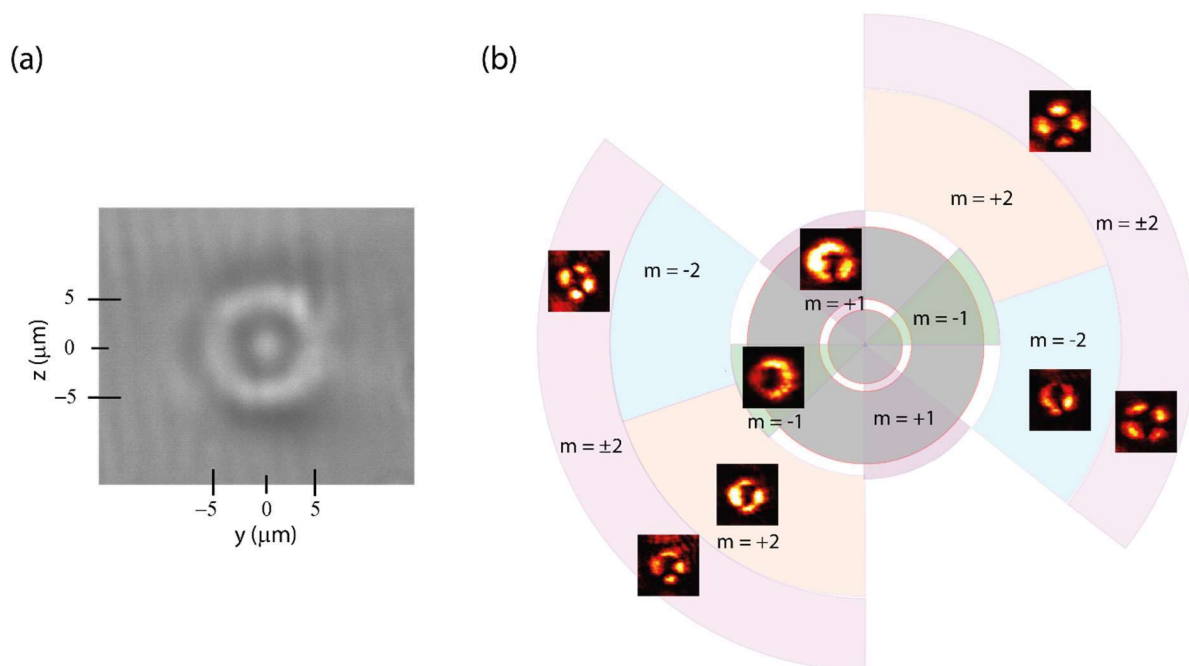 (a)
5
0
−5
z (μm)
−5
0
5
y (μm)
(b)
m = +2
m = ±2
m = -2
m = +1
m = -1
m = -2
m = -1
m = +1
m = ±2
m = +2